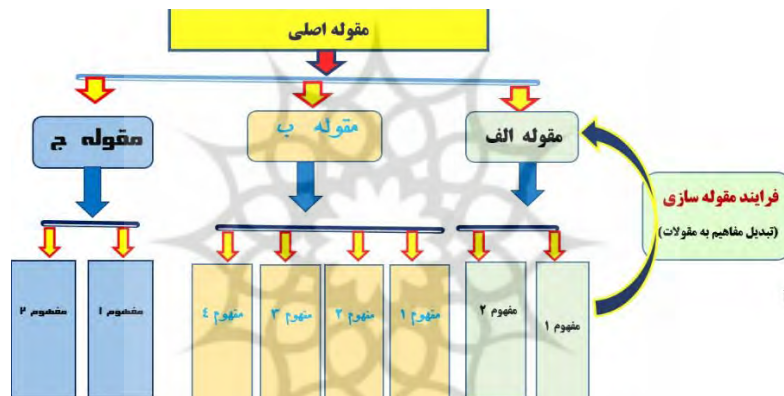 مقوله اصلی
مقوله الف
مقوله ب
مقوله ج
فرایند مقوله سازی
(تبدیل مفاهیم به مقولات)
مفهوم ۱
مفهوم ۲
مفهوم ۱
مفهوم ۲
مفهوم ۳
مفهوم ٤
مفهوم ۱
مفهوم ۲